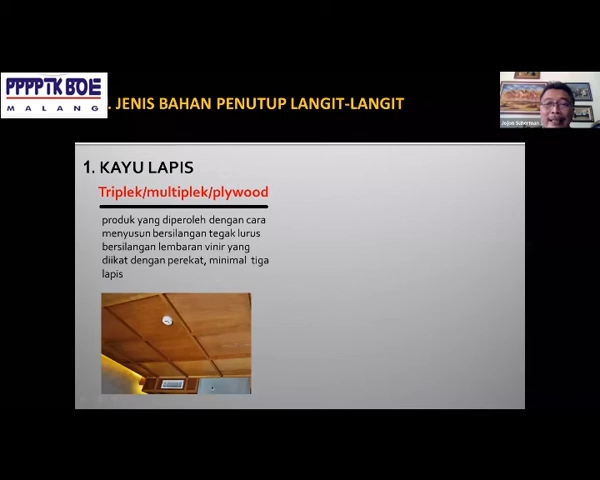 PPPPTK BOE
MALANG
. JENIS BAHAN PENUTUP LANGIT-LANGIT
1. KAYU LAPIS
Triplek/multiplek/plywood
produk yang diperoleh dengan cara
menyusun bersilangan tegak lurus
bersilangan lembaran vinir yang
diikat dengan perekat, minimal tiga
lapis